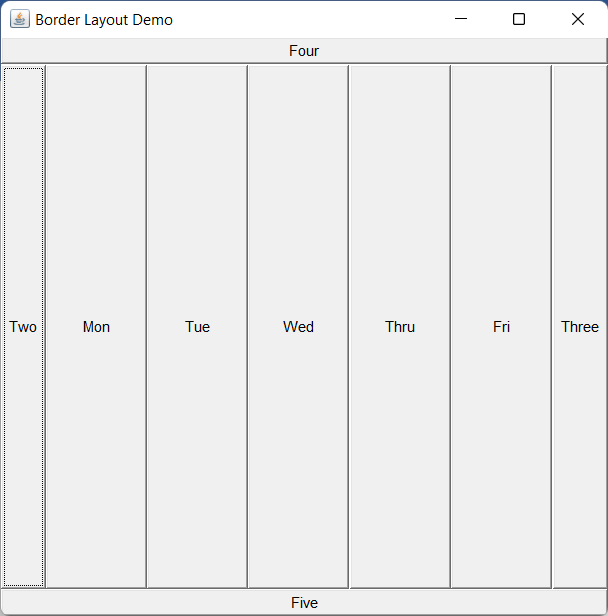 Border Layout Demo
Four
Two Mon Tue Wed Thru Fri Three
Five